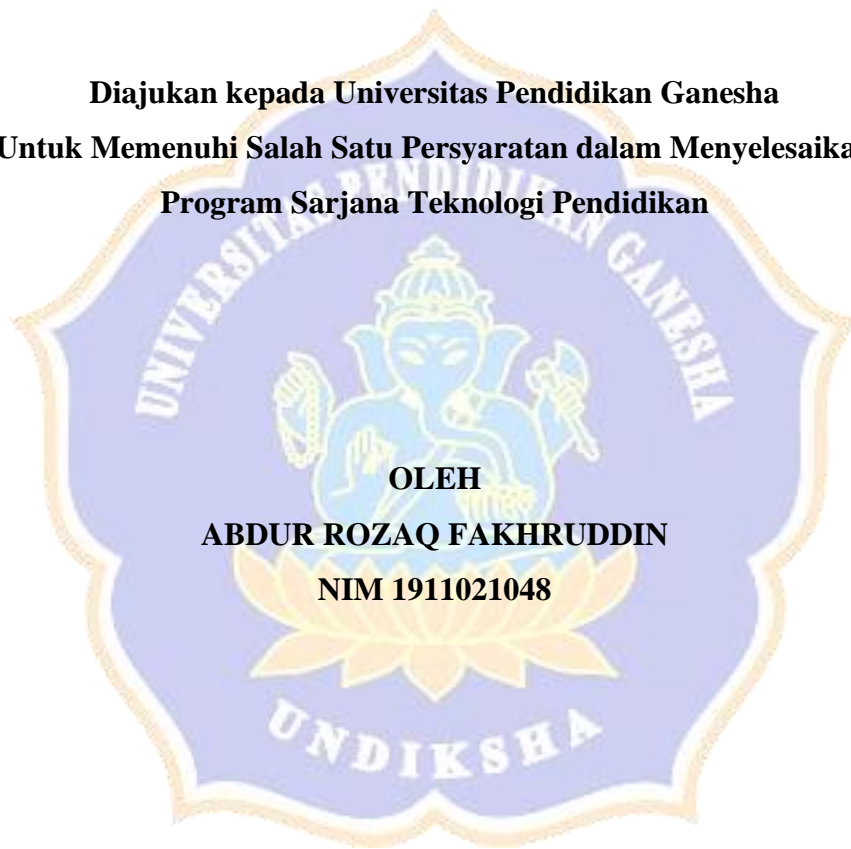 Diajukan kepada Universitas Pendidikan Ganesha
Untuk Memenuhi Salah Satu Persyaratan dalam Menyelesaika
Program Sarjana Teknologi Pendidikan
UNIVERSITAS PENDIDIKAN GANESHA
OLEH
ABDUR ROZAQ FAKHRUDDIN
NIM 1911021048
UNDIKSHA